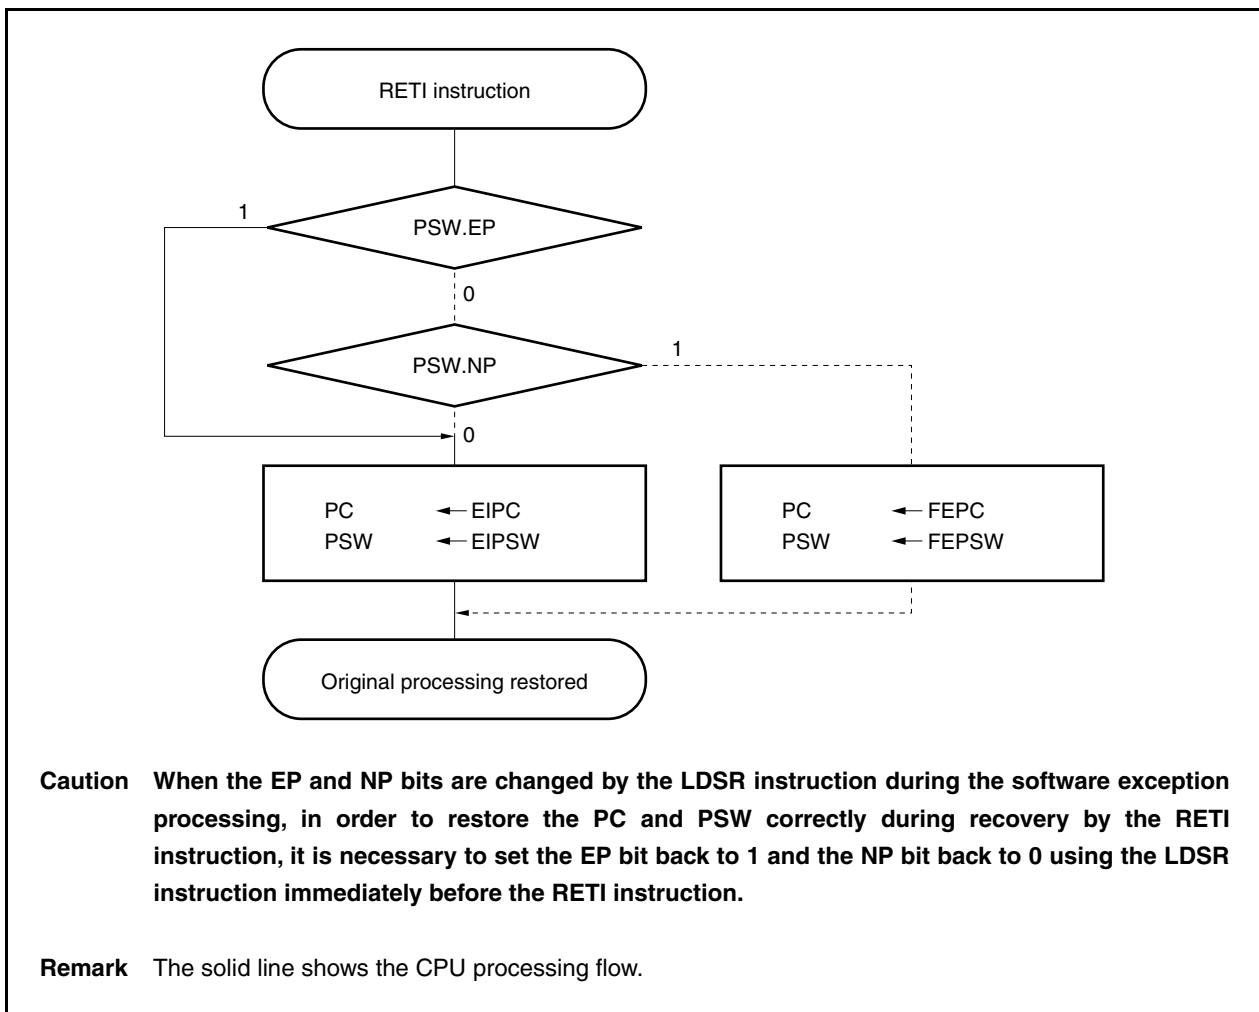 RETI instruction
1
PSW.EP
0
PSW.NP
1
0
PC ← EIPC
PSW ← EIPSW
PC ← FEPC
PSW ← FEPSW
Original processing restored
Caution When the EP and NP bits are changed by the LDSR instruction during the software exception
processing, in order to restore the PC and PSW correctly during recovery by the RETI
instruction, it is necessary to set the EP bit back to 1 and the NP bit back to 0 using the LDSR
instruction immediately before the RETI instruction.
Remark The solid line shows the CPU processing flow.